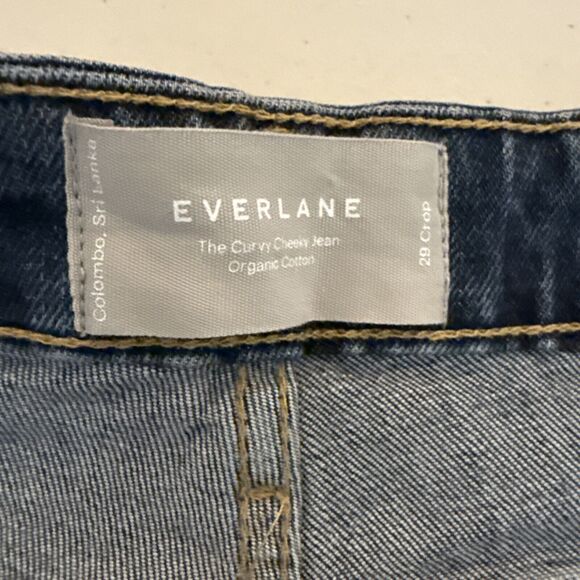 Colombo, Sri Lanka
EVERLANE
The Curvy Cheeky Jean
Organic Cotton
29 Crop